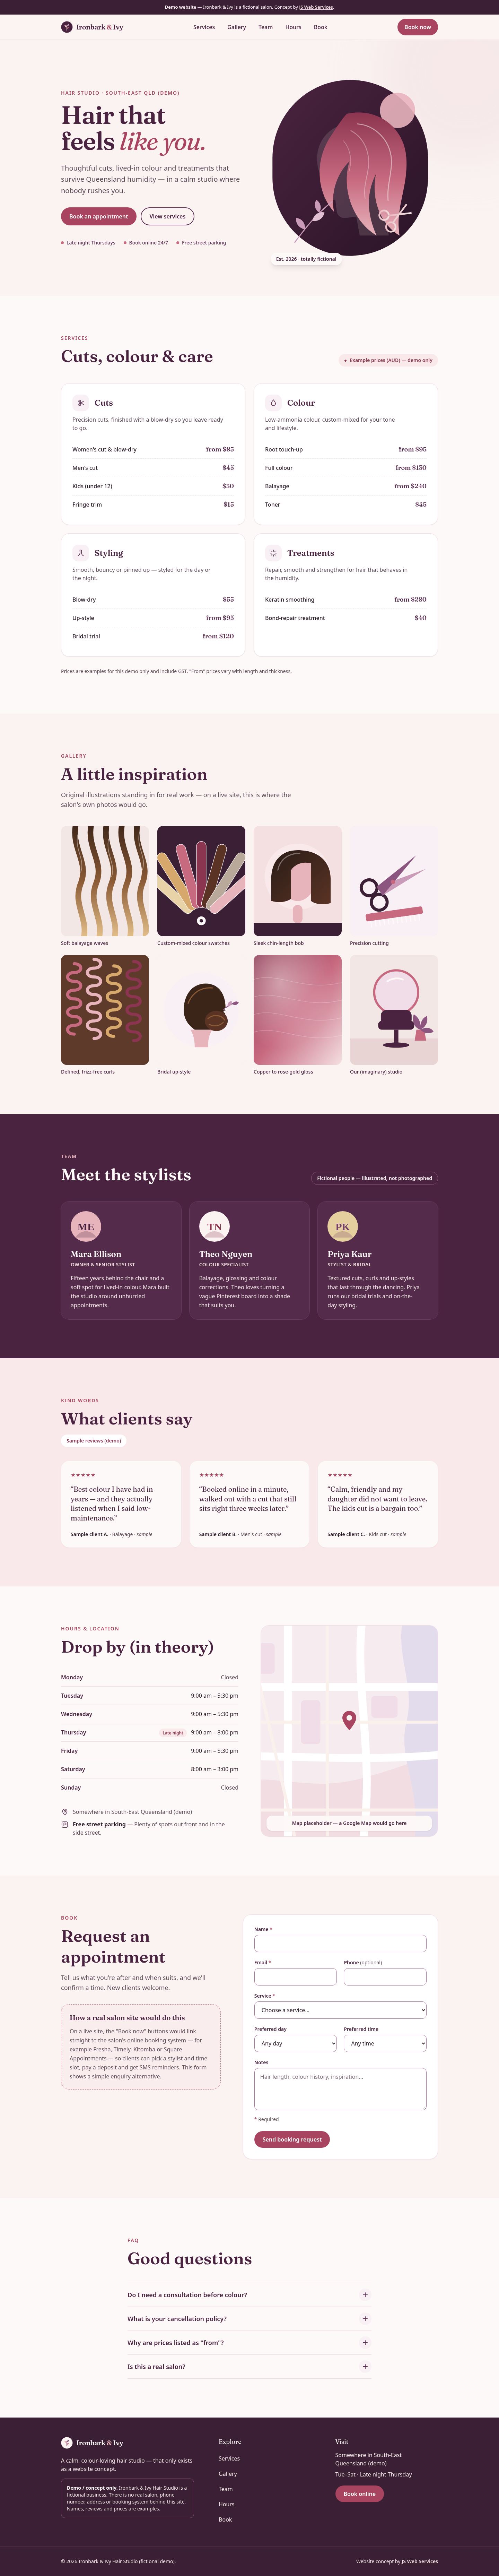 Demo website — Ironbark & Ivy is a fictional salon. Concept by JS Web Services.
Ironbark & Ivy
Services
Gallery
Team
Hours
Book
Book now
HAIR STUDIO · SOUTH-EAST QLD (DEMO)
Hair that
feels like you.
Thoughtful cuts, lived-in colour and treatments that
survive Queensland humidity — in a calm studio where
nobody rushes you.
Book an appointment
View services
Late night Thursdays
Book online 24/7
Free street parking
Est. 2026 · totally fictional
SERVICES
Cuts, colour & care
Example prices (AUD) — demo only
Cuts
Precision cuts, finished with a blow-dry so you leave ready
to go.
Women's cut & blow-dry from $85
Men's cut $45
Kids (under 12) $30
Fringe trim $15
Colour
Low-ammonia colour, custom-mixed for your tone
and lifestyle.
Root touch-up from $95
Full colour from $130
Balayage from $240
Toner $45
Styling
Smooth, bouncy or pinned up — styled for the day or
the night.
Blow-dry $55
Up-style from $95
Bridal trial from $120
Treatments
Repair, smooth and strengthen for hair that behaves in
the humidity.
Keratin smoothing from $280
Bond-repair treatment $40
Prices are examples for this demo only and include GST. "From" prices vary with length and thickness.
GALLERY
A little inspiration
Original illustrations standing in for real work — on a live site, this is where the
salon's own photos would go.
Soft balayage waves
Custom-mixed colour swatches
Sleek chin-length bob
Precision cutting
Defined, frizz-free curls
Bridal up-style
Copper to rose-gold gloss
Our (imaginary) studio
TEAM
Meet the stylists
Fictional people — illustrated, not photographed
ME
Mara Ellison
OWNER & SENIOR STYLIST
Fifteen years behind the chair and a
soft spot for lived-in colour. Mara built
the studio around unhurried
appointments.
TN
Theo Nguyen
COLOUR SPECIALIST
Balayage, glossing and colour
corrections. Theo loves turning a
vague Pinterest board into a shade
that suits you.
PK
Priya Kaur
STYLIST & BRIDAL
Textured cuts, curls and up-styles
that last through the dancing. Priya
runs our bridal trials and on-the-
day styling.
KIND WORDS
What clients say
Sample reviews (demo)
★★★★★
"Best colour I have had in
years — and they actually
listened when I said low-
maintenance."
Sample client A. · Balayage · sample
★★★★★
"Booked online in a minute,
walked out with a cut that still
sits right three weeks later."
Sample client B. · Men's cut · sample
★★★★★
"Calm, friendly and my
daughter did not want to leave.
The kids cut is a bargain too."
Sample client C. · Kids cut · sample
HOURS & LOCATION
Drop by (in theory)
Monday Closed
Tuesday 9:00 am – 5:30 pm
Wednesday 9:00 am – 5:30 pm
Thursday Late night 9:00 am – 8:00 pm
Friday 9:00 am – 5:30 pm
Saturday 8:00 am – 3:00 pm
Sunday Closed
Somewhere in South-East Queensland (demo)
Free street parking — Plenty of spots out front and in the
side street.
Map placeholder — a Google Map would go here
BOOK
Request an
appointment
Tell us what you're after and when suits, and we'll
confirm a time. New clients welcome.
How a real salon site would do this
On a live site, the "Book now" buttons would link
straight to the salon's online booking system — for
example Fresha, Timely, Kitomba or Square
Appointments — so clients can pick a stylist and time
slot, pay a deposit and get SMS reminders. This form
shows a simple enquiry alternative.
Name *
Email *
Phone (optional)
Service *
Choose a service...
Preferred day
Preferred time
Any day
Any time
Notes
Hair length, colour history, inspiration...
* Required
Send booking request
FAQ
Good questions
Do I need a consultation before colour?
What is your cancellation policy?
Why are prices listed as "from"?
Is this a real salon?
Ironbark & Ivy
A calm, colour-loving hair studio — that only exists
as a website concept.
Demo / concept only. Ironbark & Ivy Hair Studio is a
fictional business. There is no real salon, phone
number, address or booking system behind this site.
Names, reviews and prices are examples.
Explore
Services
Gallery
Team
Hours
Book
Visit
Somewhere in South-East
Queensland (demo)
Tue–Sat · Late night Thursday
Book online
© 2026 Ironbark & Ivy Hair Studio (fictional demo).
Website concept by JS Web Services